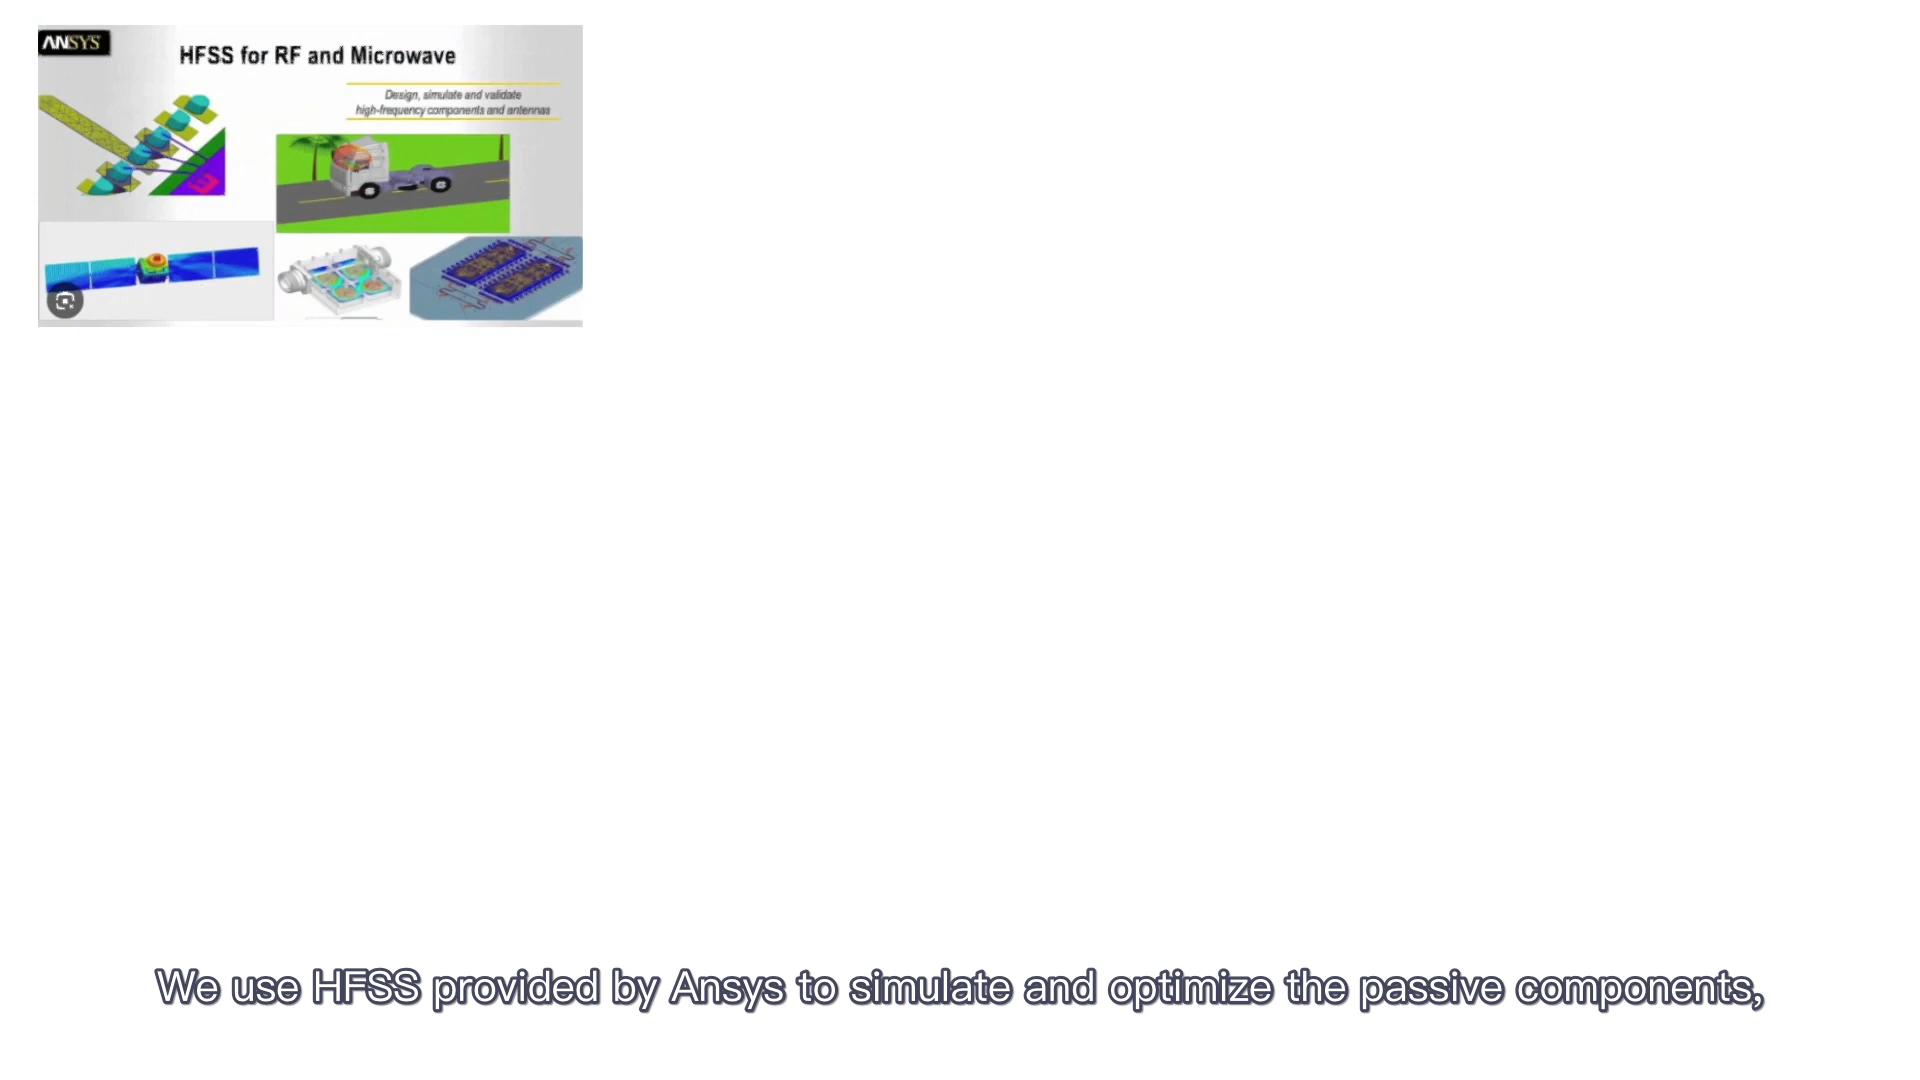 ANSYS
HFSS for RF and Microwave
Design, simulate and validate
high-frequency components and antennas
We use HFSS provided by Ansys to simulate and optimize the passive components,